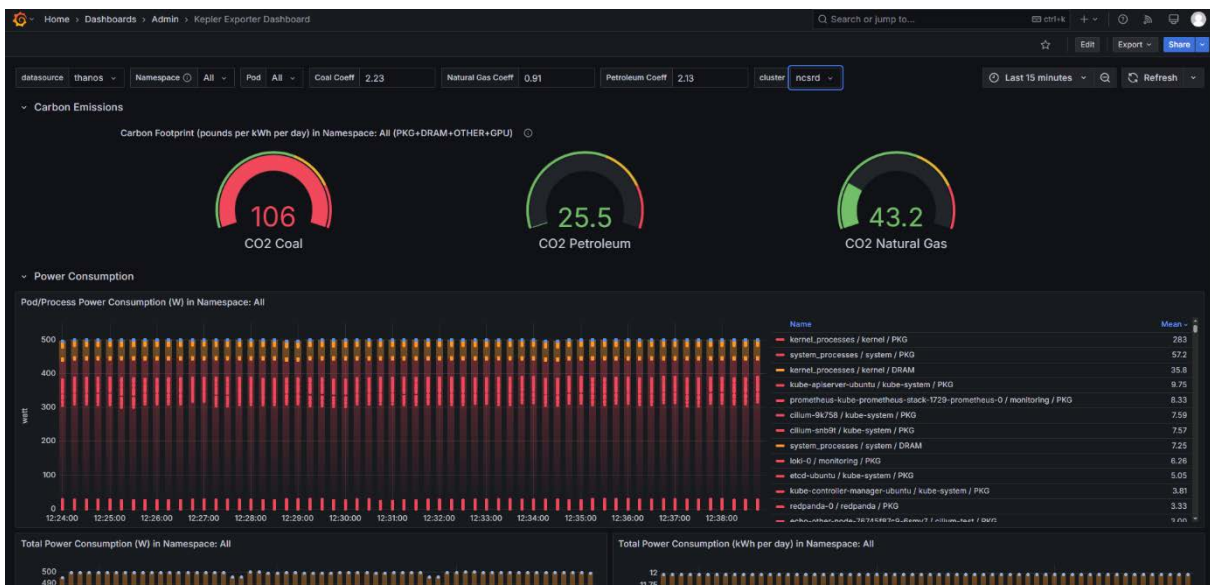 Home › Dashboards › Admin › Kepler Exporter Dashboard Search or jump to... ctrl+k
Edit Export Share
datasource thanos Namespace All Pod All Coal Coeff 2.23 Natural Gas Coeff 0.91 Petroleum Coeff 2.13 cluster ncsrd Last 15 minutes Refresh
Carbon Emissions
Carbon Footprint (pounds per kWh per day) in Namespace: All (PKG+DRAM+OTHER+GPU)
106 25.5 43.2
CO2 Coal CO2 Petroleum CO2 Natural Gas
Power Consumption
Pod/Process Power Consumption (W) in Namespace: All
Name Mean
kernel_processes / kernel / PKG 283
system_processes / system / PKG 57.2
kernel_processes / kernel / DRAM 35.8
kube-apiserver-ubuntu / kube-system / PKG 9.75
prometheus-kube-prometheus-stack-1729-prometheus-0 / monitoring / PKG 8.33
cilium-9k758 / kube-system / PKG 7.59
cilium-snb9t / kube-system / PKG 7.57
system_processes / system / DRAM 7.25
loki-0 / monitoring / PKG 6.26
etcd-ubuntu / kube-system / PKG 5.05
kube-controller-manager-ubuntu / kube-system / PKG 3.81
redpanda-0 / redpanda / PKG 3.33
/ cilium-test / PKG 3.00
500
400
300
200
100
0
watt
12:24:00 12:25:00 12:26:00 12:27:00 12:28:00 12:29:00 12:30:00 12:31:00 12:32:00 12:33:00 12:34:00 12:35:00 12:36:00 12:37:00 12:38:00
Total Power Consumption (W) in Namespace: All Total Power Consumption (kWh per day) in Namespace: All
500 12
490 11.75